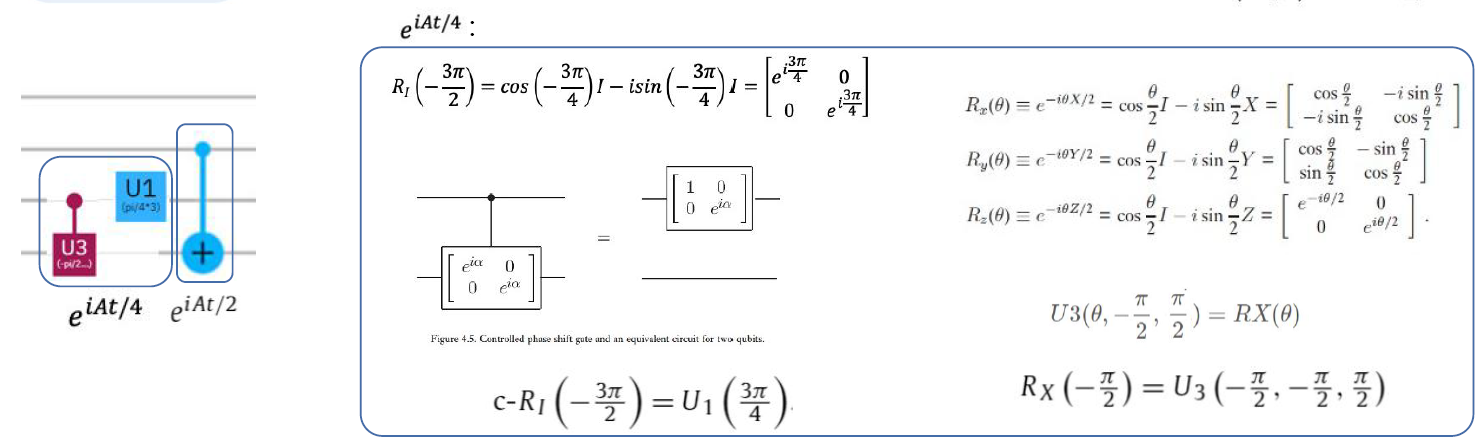 e^{iAt/4} :
R_I(-3π/2) = cos(-3π/4)I - isin(-3π/4)I = [e^{i3π/4} 0; 0 e^{i3π/4}]
R_x(θ) ≡ e^{-iθX/2} = cos θ/2 I - i sin θ/2 X = [cos θ/2 -i sin θ/2; -i sin θ/2 cos θ/2]
R_y(θ) ≡ e^{-iθY/2} = cos θ/2 I - i sin θ/2 Y = [cos θ/2 - sin θ/2; sin θ/2 cos θ/2]
R_z(θ) ≡ e^{-iθZ/2} = cos θ/2 I - i sin θ/2 Z = [e^{-iθ/2} 0; 0 e^{iθ/2}] .
U1
(pi/4*3)
U3
(-pi/2...)
+
e^{iAt/4} e^{iAt/2}
[e^{iα} 0; 0 e^{iα}]
=
[1 0; 0 e^{iα}]
Figure 4.5. Controlled phase shift gate and an equivalent circuit for two qubits.
U3(θ, -π/2, π/2) = RX(θ)
c-R_I(-3π/2) = U_1(3π/4).
R_X(-π/2) = U_3(-π/2, -π/2, π/2)